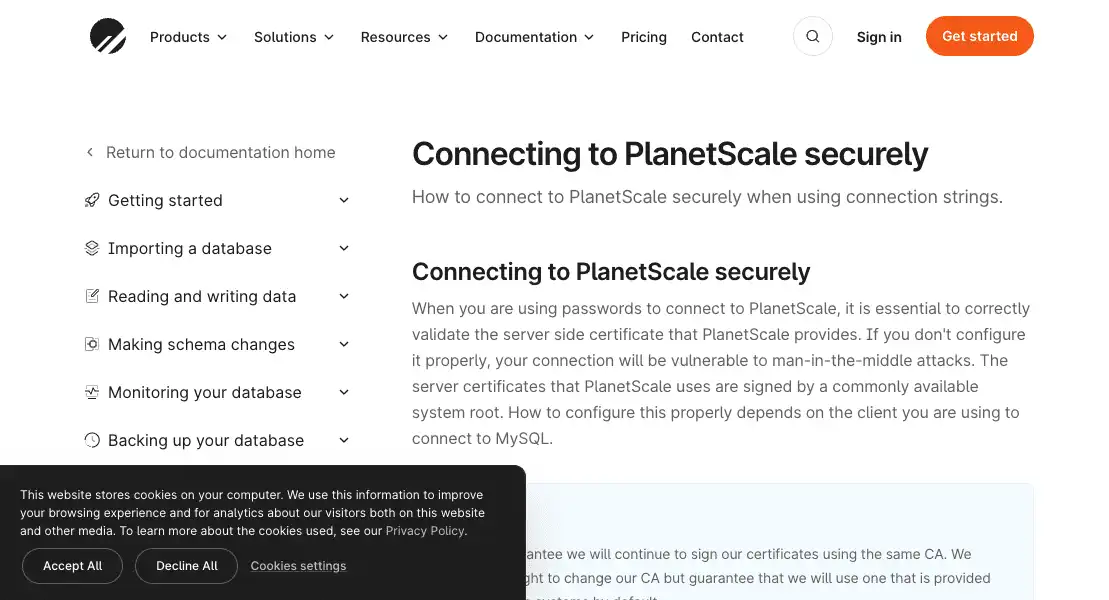 Products
Solutions
Resources
Documentation
Pricing
Contact
Sign in
Get started
Return to documentation home
Getting started
Importing a database
Reading and writing data
Making schema changes
Monitoring your database
Backing up your database
Connecting to PlanetScale securely
How to connect to PlanetScale securely when using connection strings.
Connecting to PlanetScale securely
When you are using passwords to connect to PlanetScale, it is essential to correctly
validate the server side certificate that PlanetScale provides. If you don't configure
it properly, your connection will be vulnerable to man-in-the-middle attacks. The
server certificates that PlanetScale uses are signed by a commonly available
system root. How to configure this properly depends on the client you are using to
connect to MySQL.
we will continue to sign our certificates using the same CA. We
to change our CA but guarantee that we will use one that is provided
systems by default.
This website stores cookies on your computer. We use this information to improve
your browsing experience and for analytics about our visitors both on this website
and other media. To learn more about the cookies used, see our Privacy Policy.
Accept All
Decline All
Cookies settings